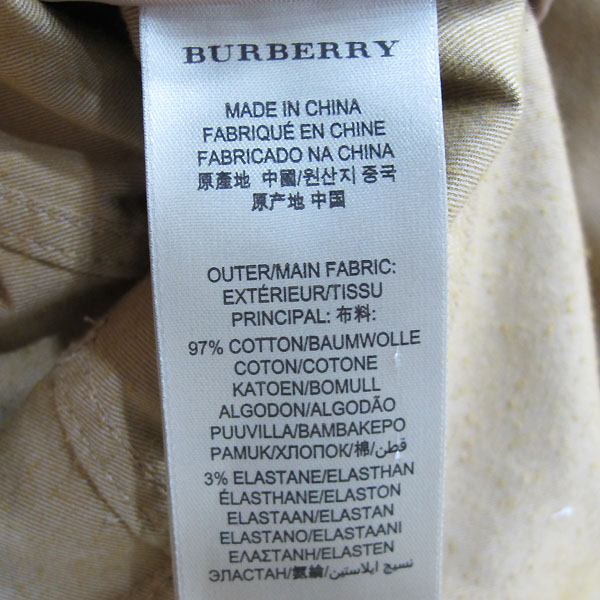 BURBERRY
MADE IN CHINA
FABRIQUÉ EN CHINE
FABRICADO NA CHINA
原產地 中國/원산지 중국
原产地 中国
OUTER/MAIN FABRIC:
EXTÉRIEUR/TISSU
PRINCIPAL: 布料:
97% COTTON/BAUMWOLLE
COTON/COTONE
KATOEN/BOMULL
ALGODON/ALGODÃO
PUUVILLA/BAMBAKEPO
PAMUK/ХЛОПОК/棉/قطن
3% ELASTANE/ELASTHAN
ÉLASTHANE/ELASTON
ELASTAAN/ELASTAN
ELASTANO/ELASTAANI
ΕΛΑΣΤΑΝΗ/ELASTEN
ЭЛАСТАН/氨綸/نسيج ايلاستين